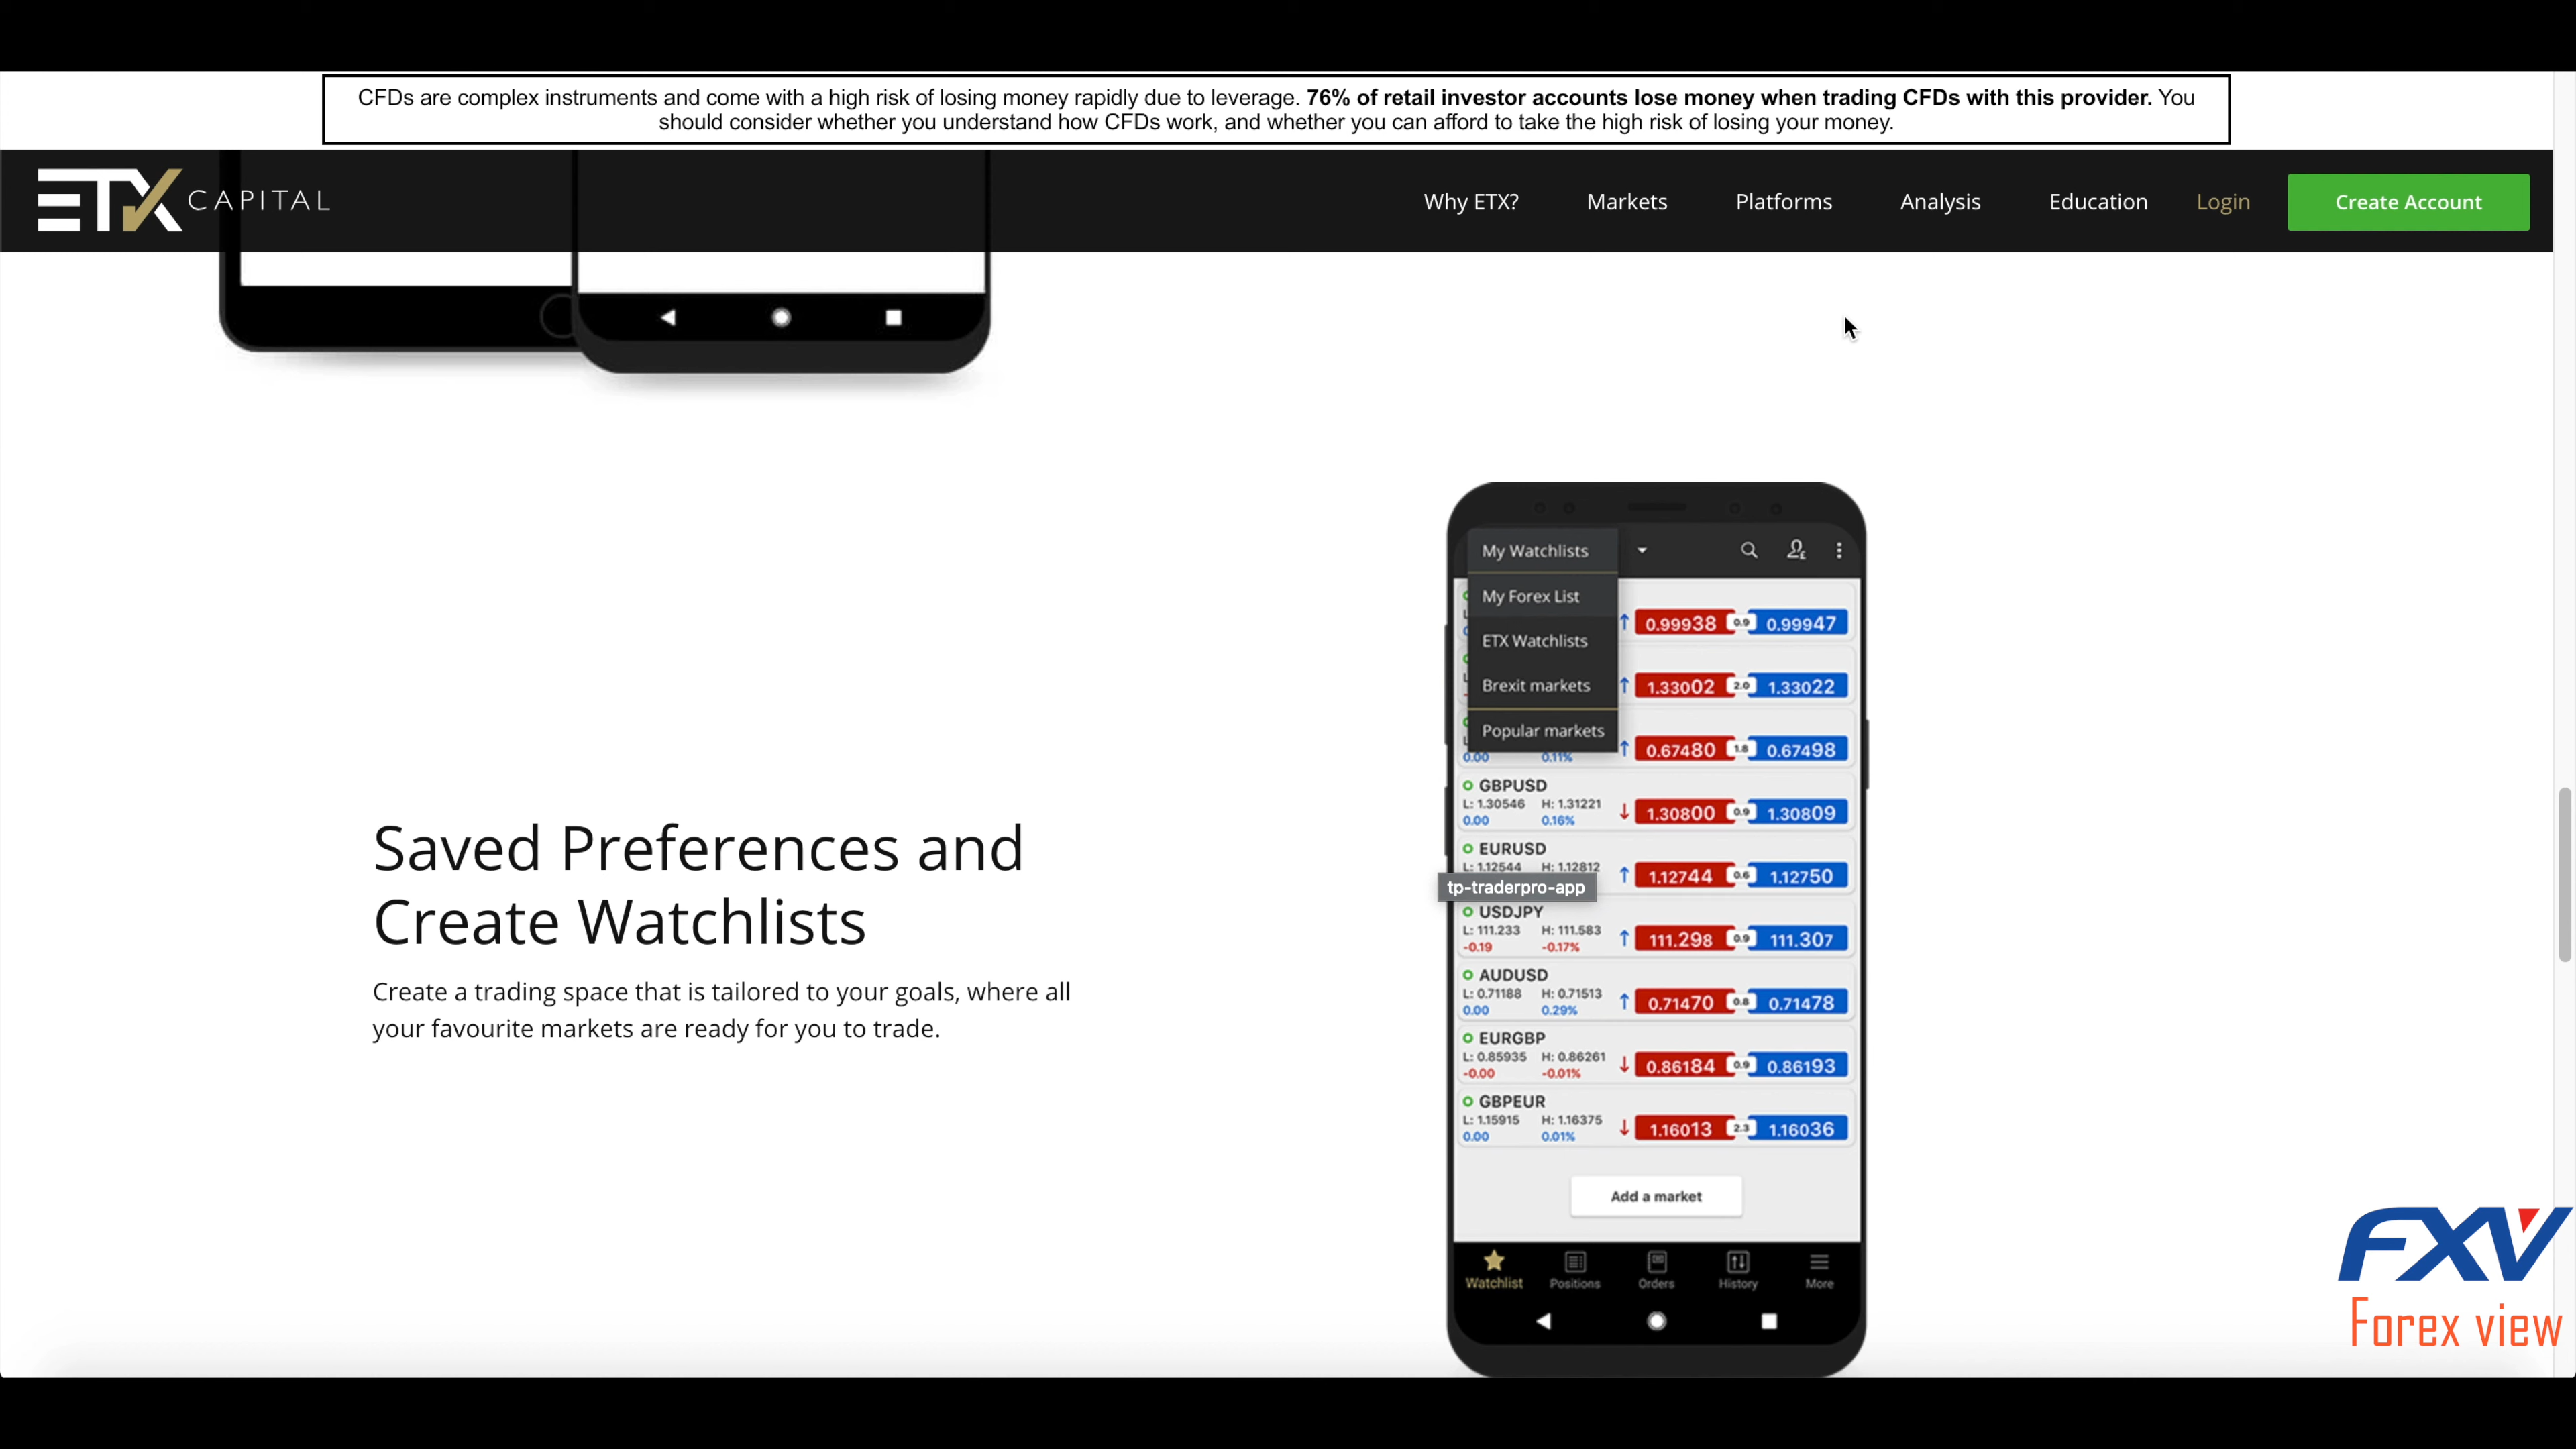 CFDs are complex instruments and come with a high risk of losing money rapidly due to leverage. 76% of retail investor accounts lose money when trading CFDs with this provider. You
should consider whether you understand how CFDs work, and whether you can afford to take the high risk of losing your money.
ETX CAPITAL
Why ETX? Markets Platforms Analysis Education Login Create Account
Saved Preferences and
Create Watchlists
Create a trading space that is tailored to your goals, where all
your favourite markets are ready for you to trade.
My Watchlists
My Forex List
ETX Watchlists
Brexit markets
Popular markets
0.99938 0.9 0.99947
1.33002 2.0 1.33022
0.67480 1.8 0.67498
0.00 0.11%
GBPUSD
L: 1.30546 H: 1.31221
0.00 0.16%
1.30800 0.9 1.30809
EURUSD
L: 1.12544 H: 1.12812
1.12744 0.6 1.12750
tp-traderpro-app
USDJPY
L: 111.233 H: 111.583
-0.19 -0.17%
111.298 0.9 111.307
AUDUSD
L: 0.71188 H: 0.71513
0.00 0.29%
0.71470 0.8 0.71478
EURGBP
L: 0.85935 H: 0.86261
-0.00 -0.01%
0.86184 0.9 0.86193
GBPEUR
L: 1.15915 H: 1.16375
0.00 0.01%
1.16013 2.3 1.16036
Add a market
Watchlist Positions Orders History More
FXV
Forex view